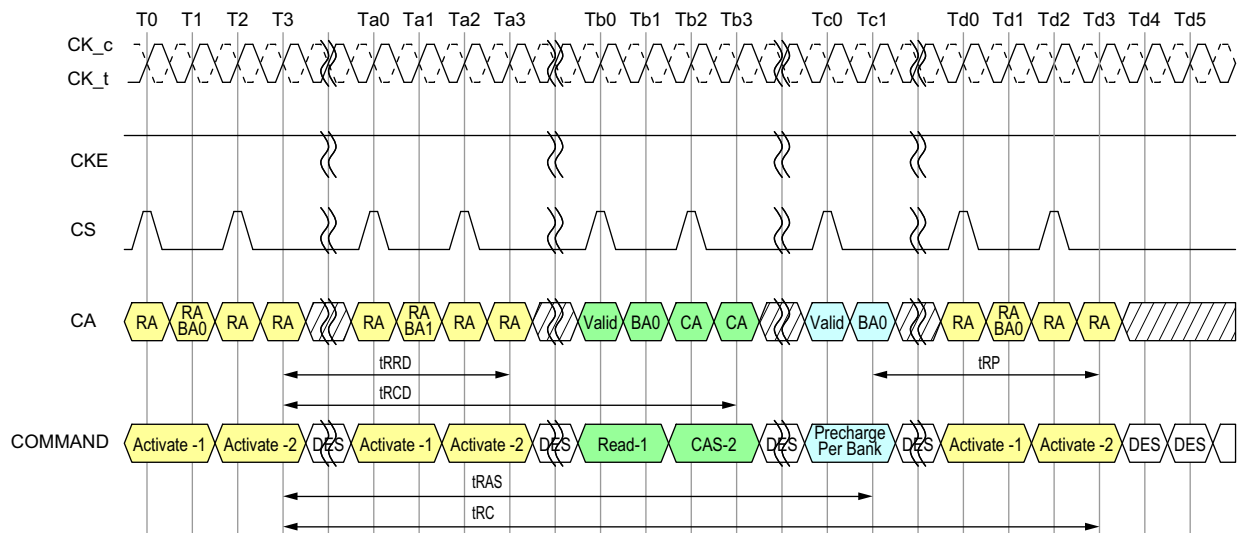 T0 T1 T2 T3 Ta0 Ta1 Ta2 Ta3 Tb0 Tb1 Tb2 Tb3 Tc0 Tc1 Td0 Td1 Td2 Td3 Td4 Td5
CK_c
CK_t
CKE
CS
CA RA RA BA0 RA RA RA RA BA1 RA RA Valid BA0 CA CA Valid BA0 RA RA BA0 RA RA
tRRD tRP
tRCD
COMMAND Activate -1 Activate -2 DES Activate -1 Activate -2 DES Read-1 CAS-2 DES Precharge Per Bank DES Activate -1 Activate -2 DES DES
tRAS
tRC